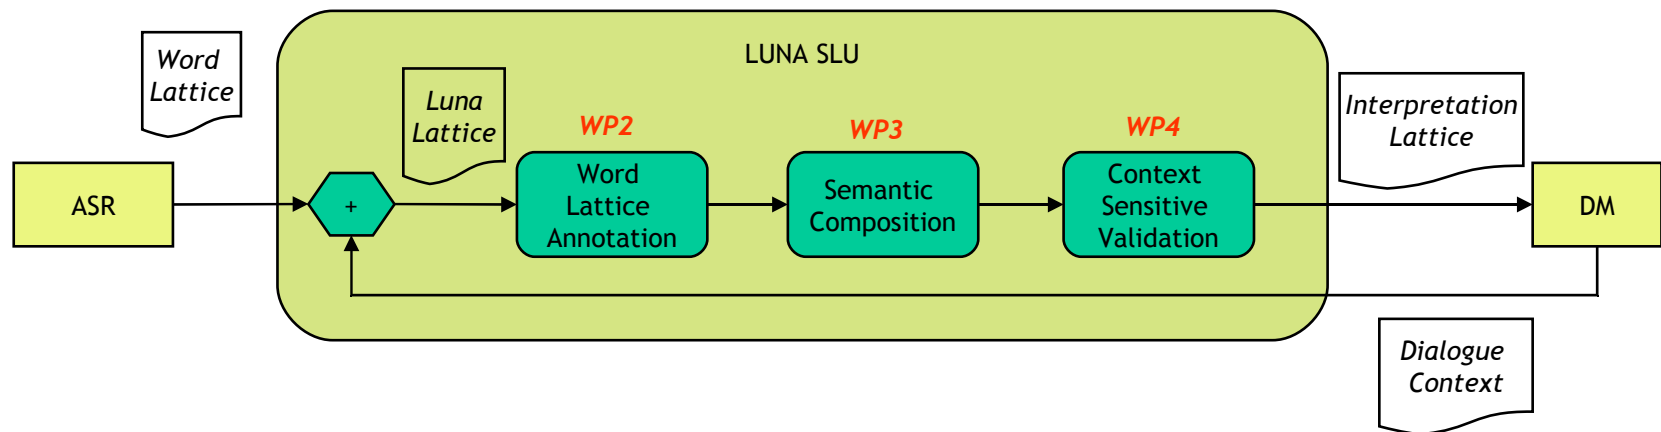 LUNA SLU
Word
Lattice
Luna
Lattice
WP2
WP3
WP4
Interpretation
Lattice
ASR
+
Word
Lattice
Annotation
Semantic
Composition
Context
Sensitive
Validation
DM
Dialogue
Context